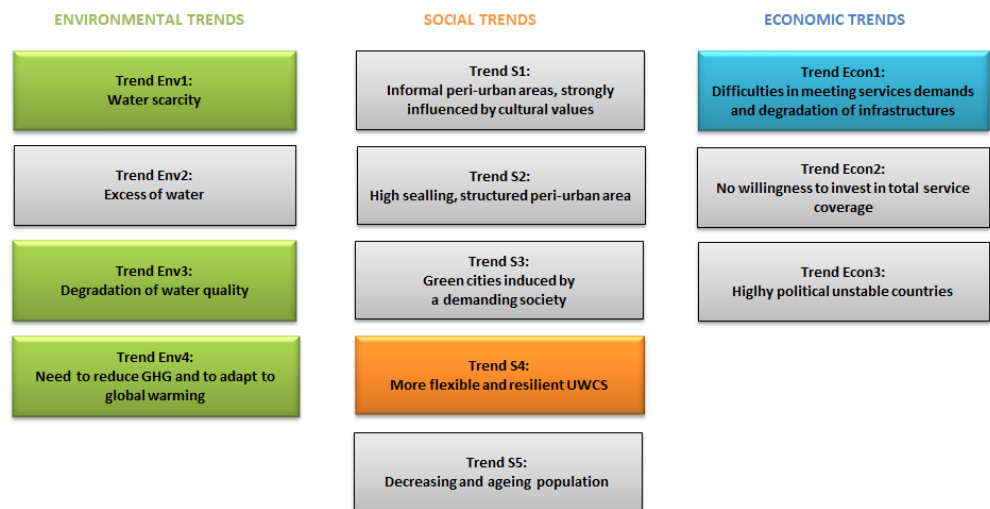 ENVIRONMENTAL TRENDS
Trend Env1:
Water scarcity
Trend Env2:
Excess of water
Trend Env3:
Degradation of water quality
Trend Env4:
Need to reduce GHG and to adapt to
global warming
SOCIAL TRENDS
Trend S1:
Informal peri-urban areas, strongly
influenced by cultural values
Trend S2:
High sealling, structured peri-urban area
Trend S3:
Green cities induced by
a demanding society
Trend S4:
More flexible and resilient UWCS
Trend S5:
Decreasing and ageing population
ECONOMIC TRENDS
Trend Econ1:
Difficulties in meeting services demands
and degradation of infrastructures
Trend Econ2:
No willingness to invest in total service
coverage
Trend Econ3:
Higlhy political unstable countries